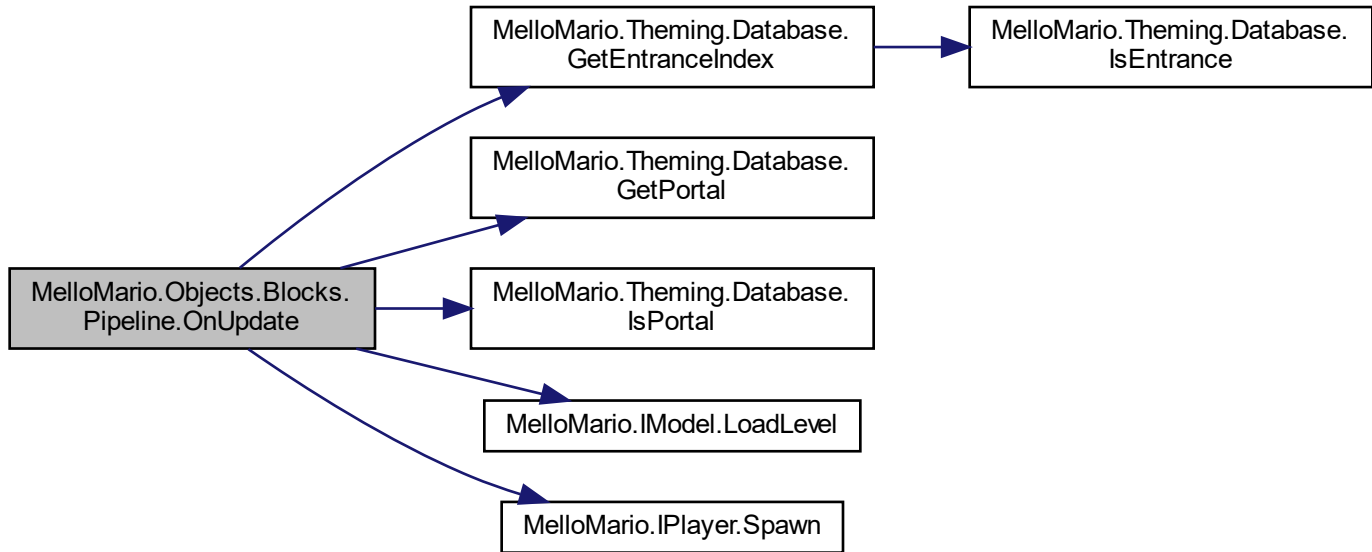 MelloMario.Theming.Database.
GetEntranceIndex
MelloMario.Theming.Database.
IsEntrance
MelloMario.Theming.Database.
GetPortal
MelloMario.Objects.Blocks.
Pipeline.OnUpdate
MelloMario.Theming.Database.
IsPortal
MelloMario.IModel.LoadLevel
MelloMario.IPlayer.Spawn